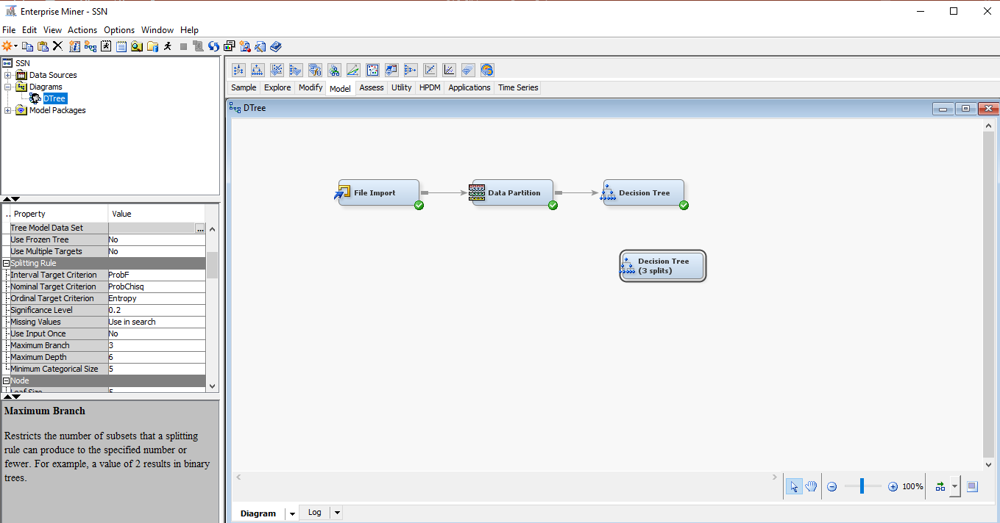 Enterprise Miner - SSN
File Edit View Actions Options Window Help
SSN
Data Sources
Diagrams
DTree
Model Packages
.. Property Value
Tree Model Data Set ...
Use Frozen Tree No
Use Multiple Targets No
Splitting Rule
Interval Target Criterion ProbF
Nominal Target Criterion ProbChisq
Ordinal Target Criterion Entropy
Significance Level 0.2
Missing Values Use in search
Use Input Once No
Maximum Branch 3
Maximum Depth 6
Minimum Categorical Size 5
Node
Leaf Size 5
Maximum Branch
Restricts the number of subsets that a splitting
rule can produce to the specified number or
fewer. For example, a value of 2 results in binary
trees.
Sample Explore Modify Model Assess Utility HPDM Applications Time Series
DTree
File Import
Data Partition
Decision Tree
Decision Tree
(3 splits)
100%
Diagram Log